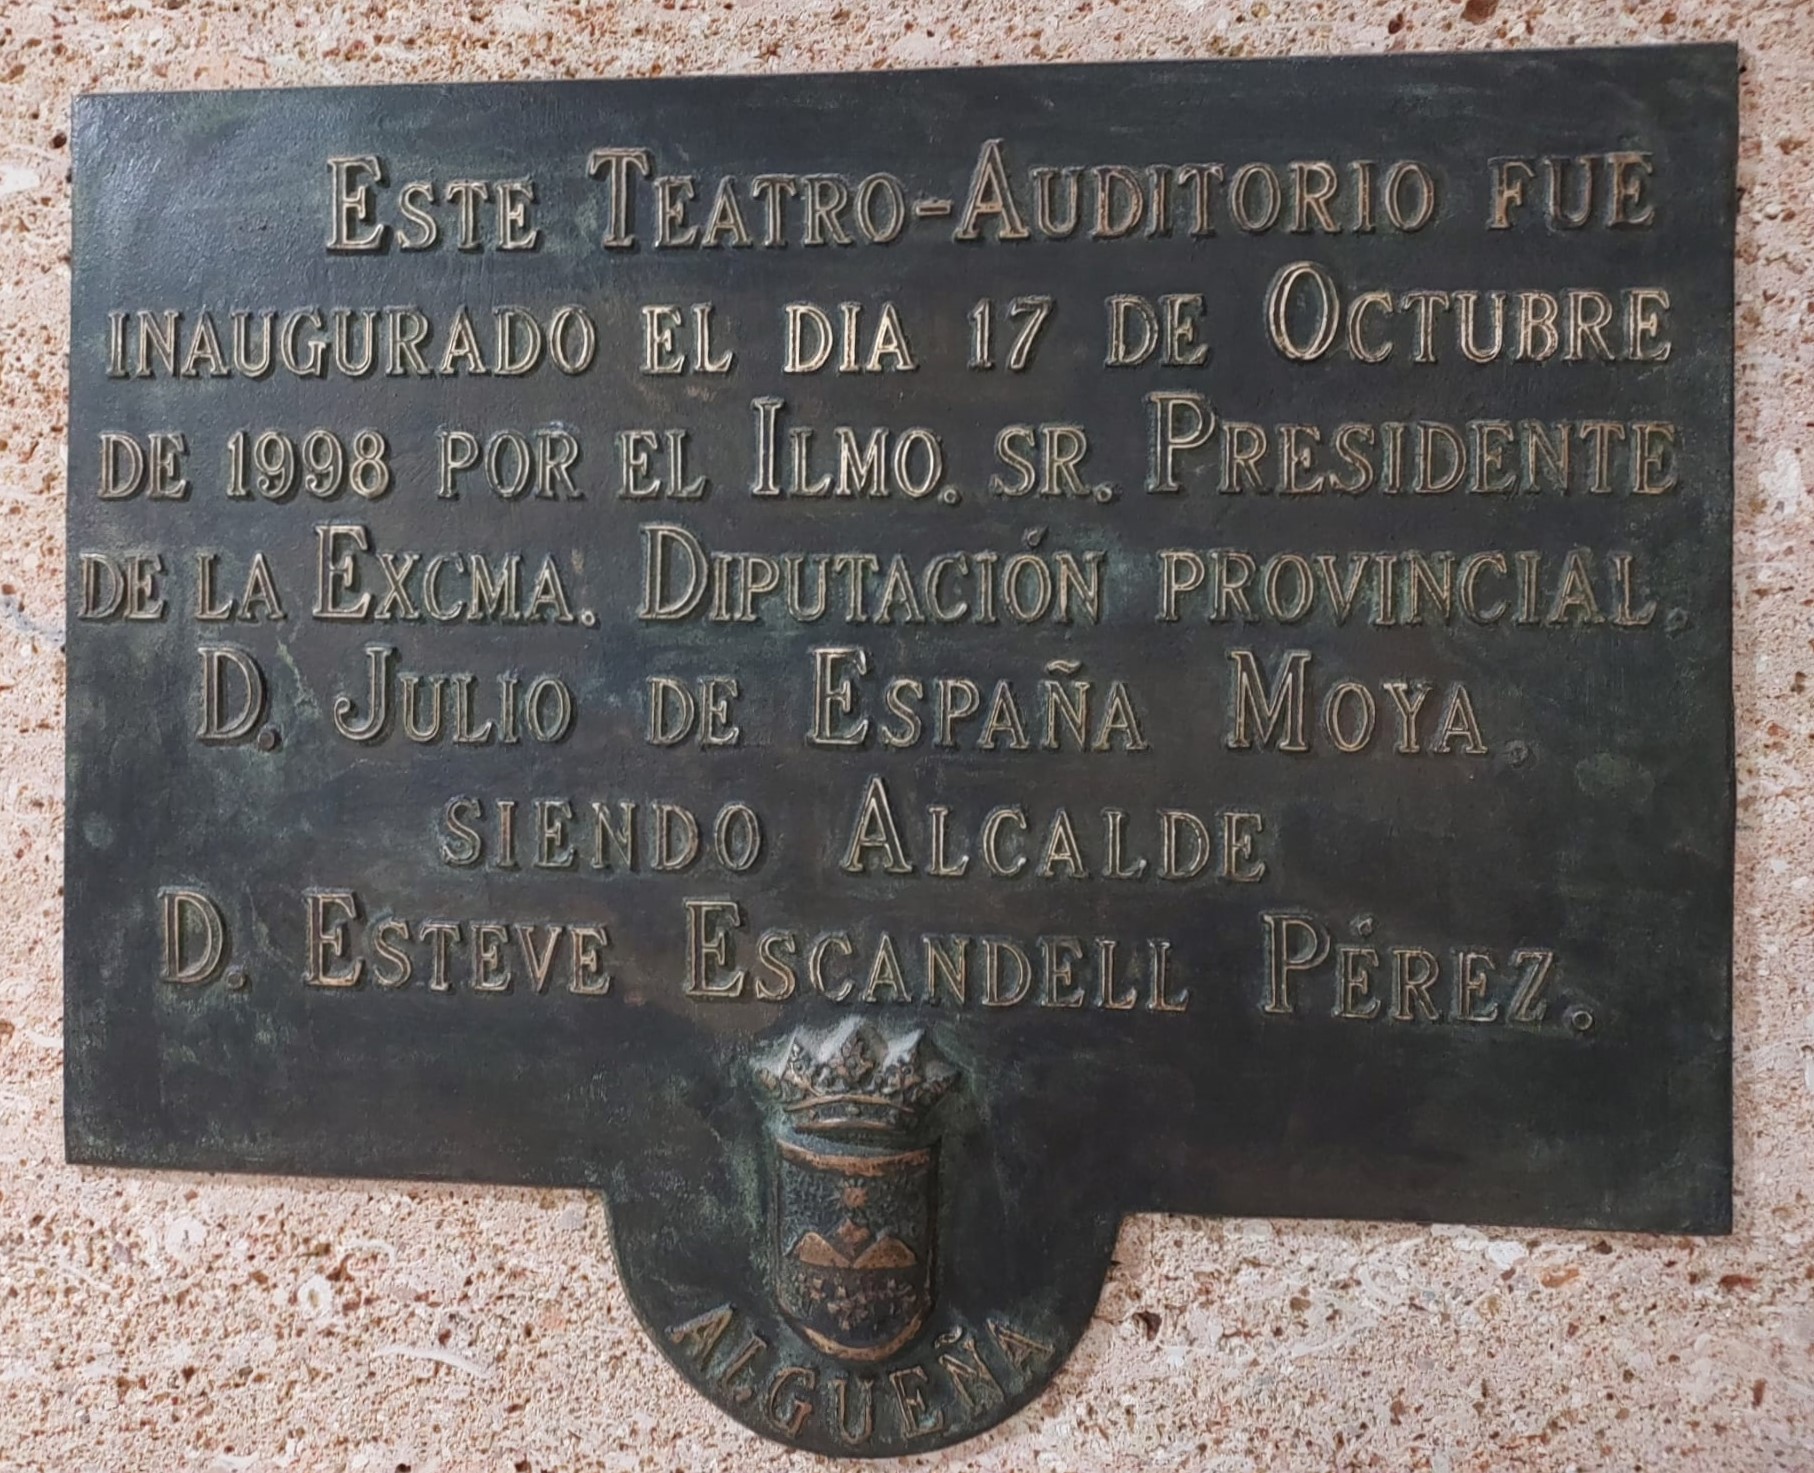 Este Teatro-Auditorio fue
inaugurado el dia 17 de Octubre
de 1998 por el Ilmo. sr. Presidente
de la Excma. Diputación provincial.
D. Julio de España Moya.
siendo Alcalde
D. Esteve Escandell Pérez.
ALGUEÑA